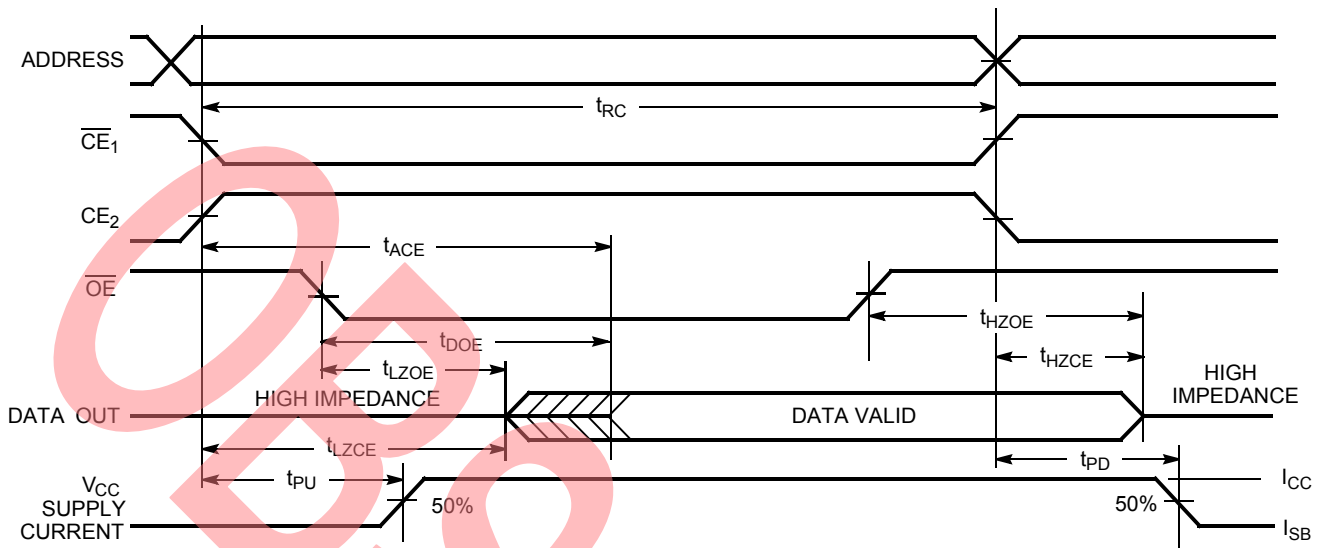 ADDRESS
tRC
CE1
CE2
tACE
OE
tHZOE
tDOE
tHZCE
tLZOE
HIGH IMPEDANCE
HIGH IMPEDANCE
DATA OUT
DATA VALID
tLZCE
tPD
tPU
VCC SUPPLY CURRENT
50%
50%
ICC
ISB